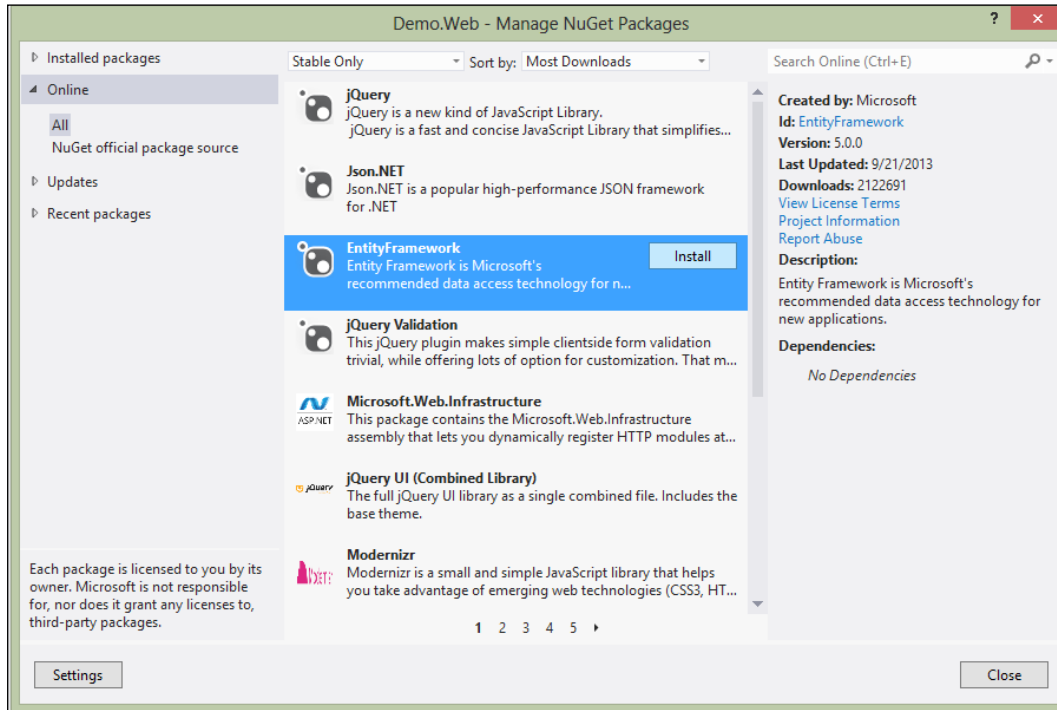 Demo.Web - Manage NuGet Packages
?
Installed packages
Online
All
NuGet official package source
Updates
Recent packages
Each package is licensed to you by its
owner. Microsoft is not responsible
for, nor does it grant any licenses to,
third-party packages.
Stable Only
Sort by: Most Downloads
jQuery
jQuery is a new kind of JavaScript Library.
jQuery is a fast and concise JavaScript Library that simplifies...
Json.NET
Json.NET is a popular high-performance JSON framework
for .NET
EntityFramework
Install
Entity Framework is Microsoft's
recommended data access technology for n...
jQuery Validation
This jQuery plugin makes simple clientside form validation
trivial, while offering lots of option for customization. That m...
ASP.NET
Microsoft.Web.Infrastructure
This package contains the Microsoft.Web.Infrastructure
assembly that lets you dynamically register HTTP modules at...
jQuery
jQuery UI (Combined Library)
The full jQuery UI library as a single combined file. Includes the
base theme.
Modernizr
Modernizr is a small and simple JavaScript library that helps
you take advantage of emerging web technologies (CSS3, HT...
1 2 3 4 5
Search Online (Ctrl+E)
Created by: Microsoft
Id: EntityFramework
Version: 5.0.0
Last Updated: 9/21/2013
Downloads: 2122691
View License Terms
Project Information
Report Abuse
Description:
Entity Framework is Microsoft's
recommended data access technology for
new applications.
Dependencies:
No Dependencies
Settings
Close